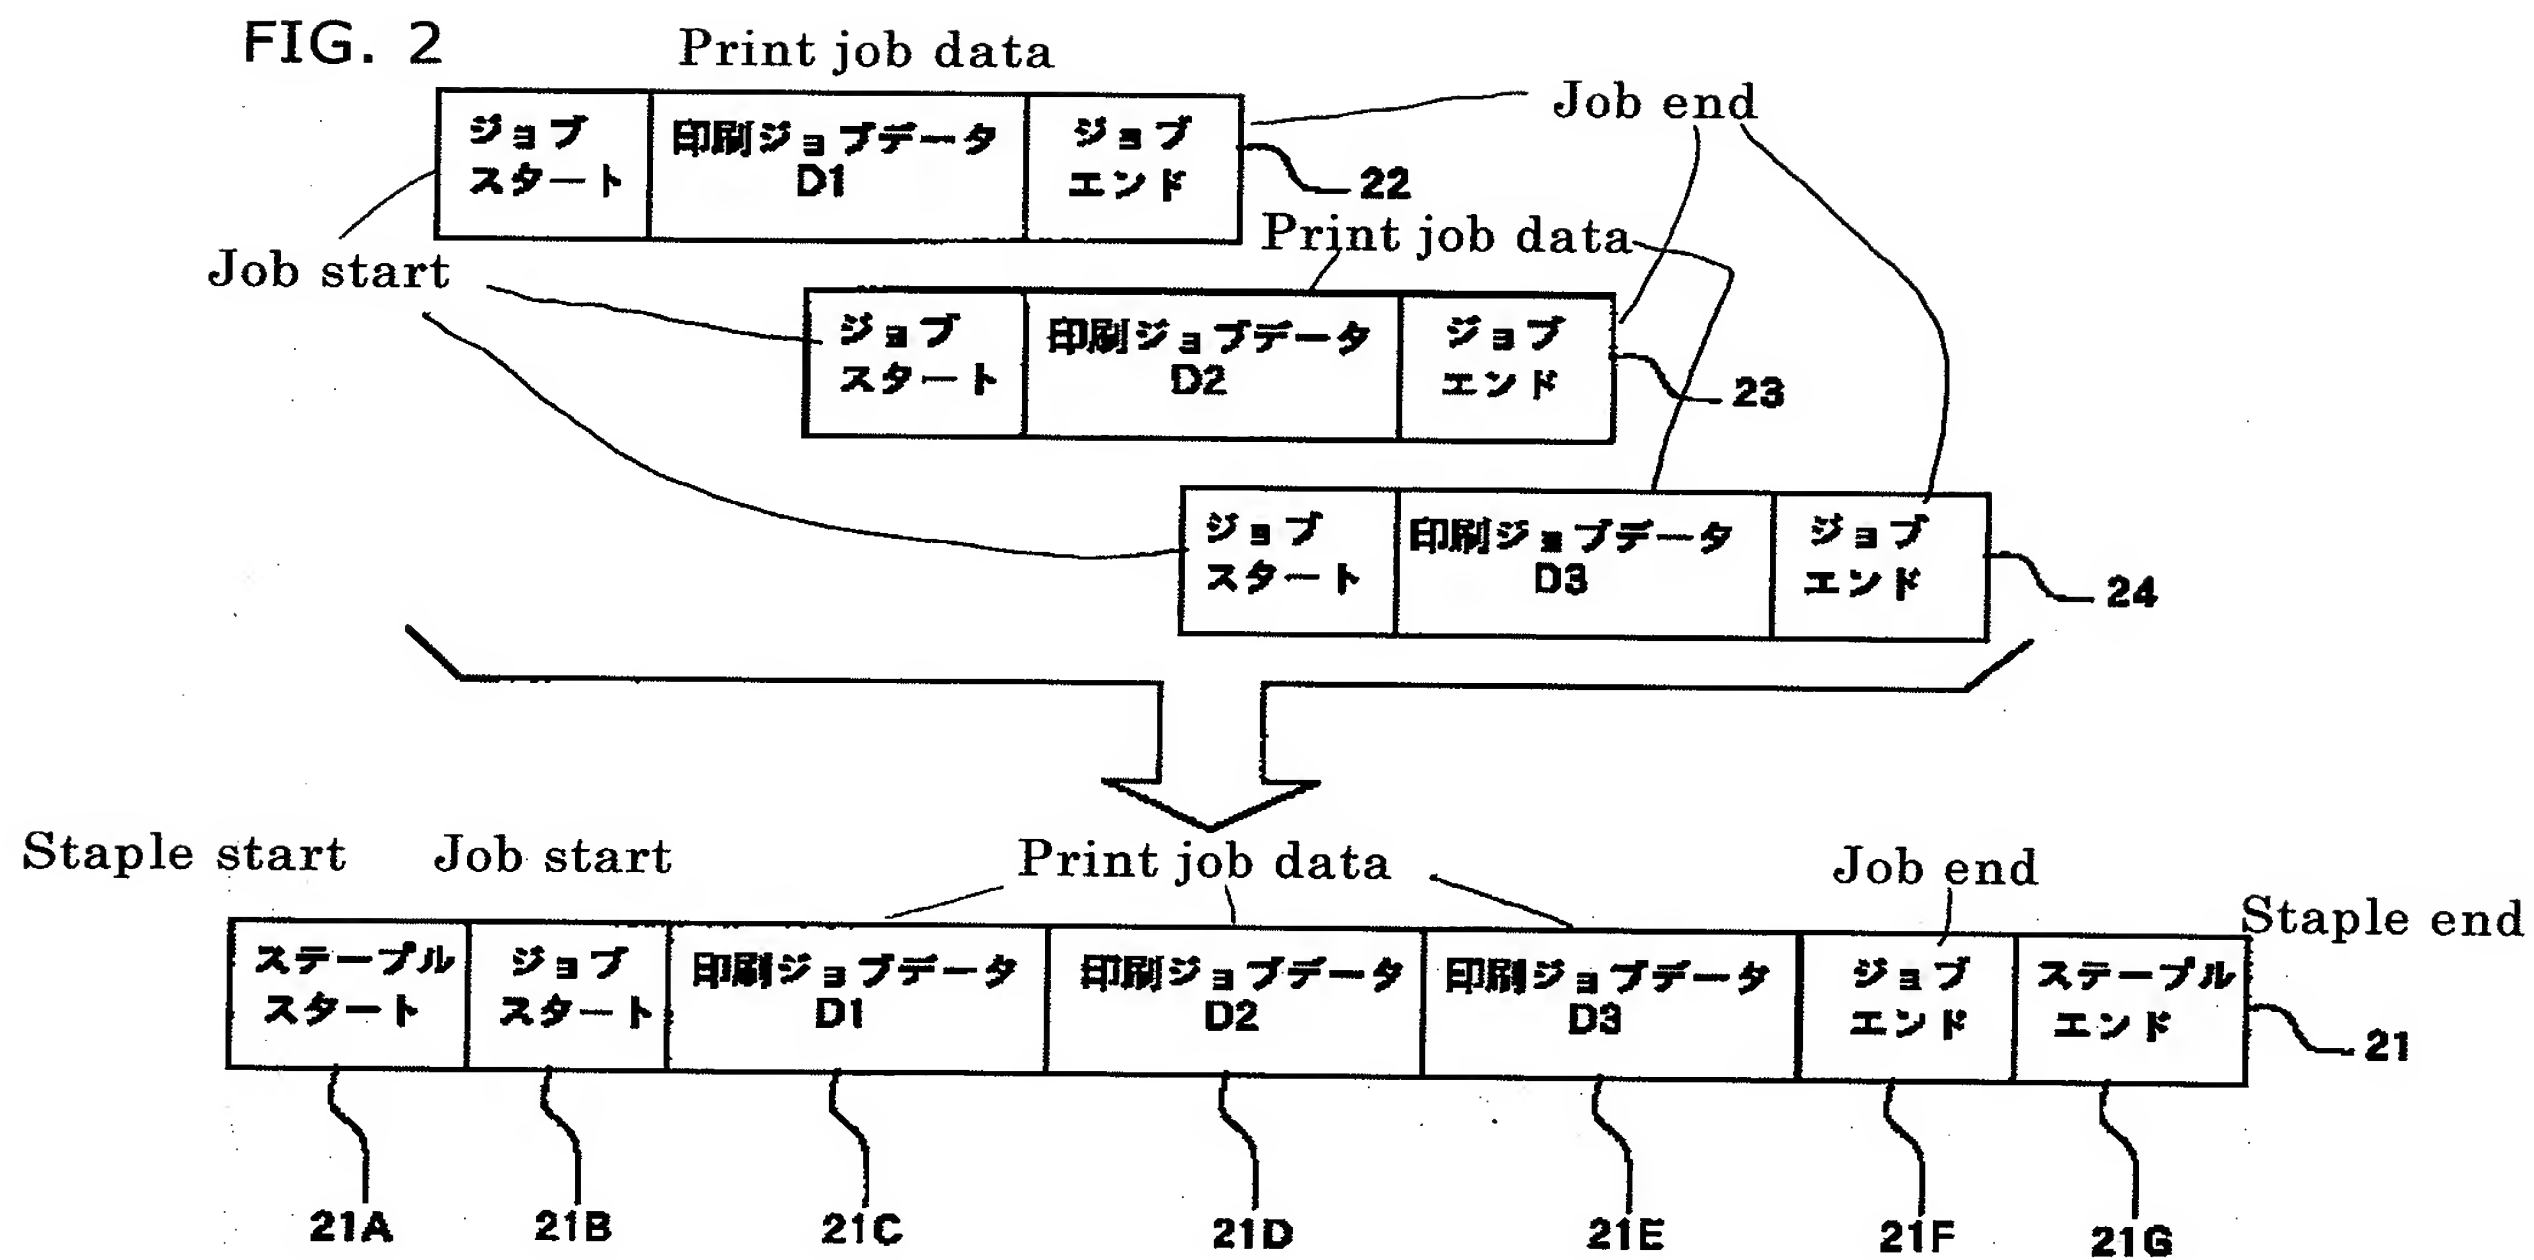 FIG. 2
Print job data
Job end
ジョブ
スタート
印刷ジョブデータ
D1
ジョブ
エンド
22
Job start
Print job data
ジョブ
スタート
印刷ジョブデータ
D2
ジョブ
エンド
23
ジョブ
スタート
印刷ジョブデータ
D3
ジョブ
エンド
24
Staple start
Job start
Print job data
Job end
Staple end
ステープル
スタート
ジョブ
スタート
印刷ジョブデータ
D1
印刷ジョブデータ
D2
印刷ジョブデータ
D3
ジョブ
エンド
ステープル
エンド
21
21A
21B
21C
21D
21E
21F
21G